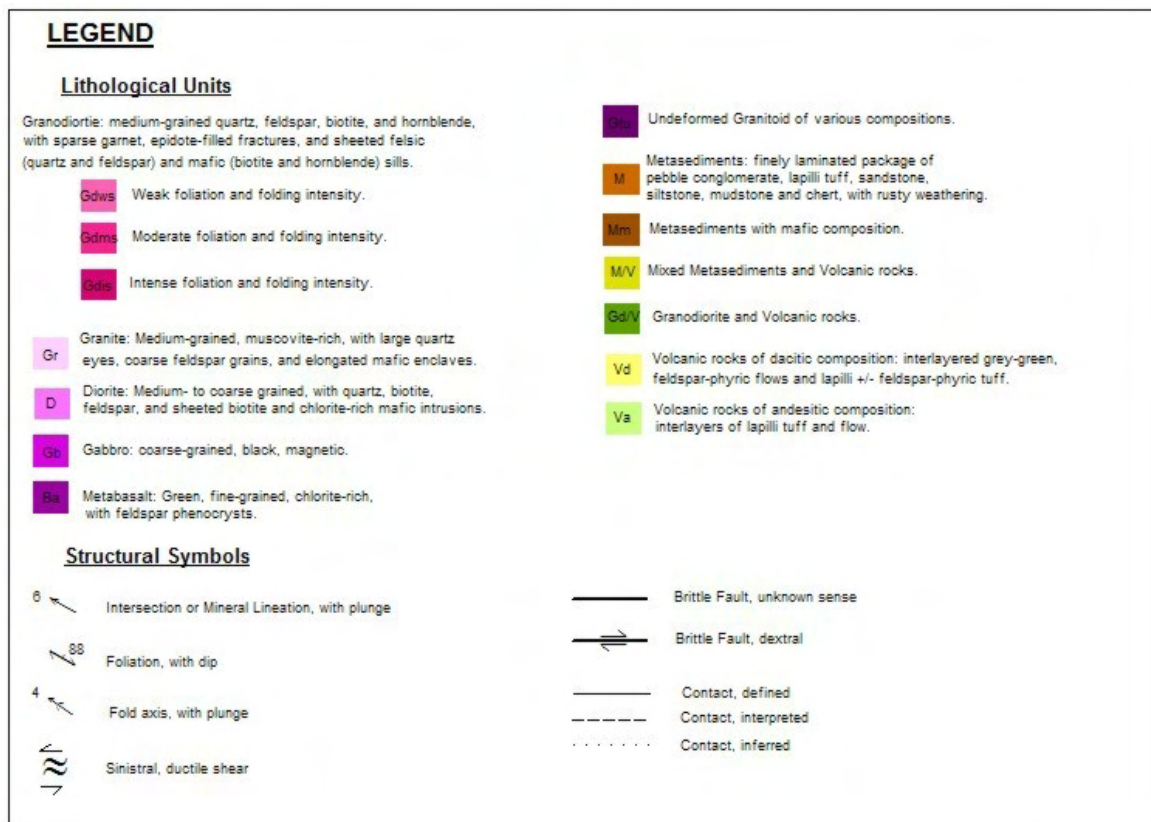 LEGEND
Lithological Units
Granodiortie: medium-grained quartz, feldspar, biotite, and hornblende,
with sparse garnet, epidote-filled fractures, and sheeted felsic
(quartz and feldspar) and mafic (biotite and hornblende) sills.
Gdws Weak foliation and folding intensity.
Gdms Moderate foliation and folding intensity.
Gdis Intense foliation and folding intensity.
Gr Granite: Medium-grained, muscovite-rich, with large quartz
eyes, coarse feldspar grains, and elongated mafic enclaves.
D Diorite: Medium- to coarse grained, with quartz, biotite,
feldspar, and sheeted biotite and chlorite-rich mafic intrusions.
Gb Gabbro: coarse-grained, black, magnetic.
Ba Metabasalt: Green, fine-grained, chlorite-rich,
with feldspar phenocrysts.
Undeformed Granitoid of various compositions.
Metasediments: finely laminated package of
M pebble conglomerate, lapilli tuff, sandstone,
siltstone, mudstone and chert, with rusty weathering.
Mm Metasediments with mafic composition.
M/V Mixed Metasediments and Volcanic rocks.
Gd/V Granodiorite and Volcanic rocks.
Vd Volcanic rocks of dacitic composition: interlayered grey-green,
feldspar-phyric flows and lapilli +/- feldspar-phyric tuff.
Va Volcanic rocks of andesitic composition:
interlayers of lapilli tuff and flow.
Structural Symbols
6 Intersection or Mineral Lineation, with plunge
88 Foliation, with dip
4 Fold axis, with plunge
Sinistral, ductile shear
Brittle Fault, unknown sense
Brittle Fault, dextral
Contact, defined
Contact, interpreted
Contact, inferred